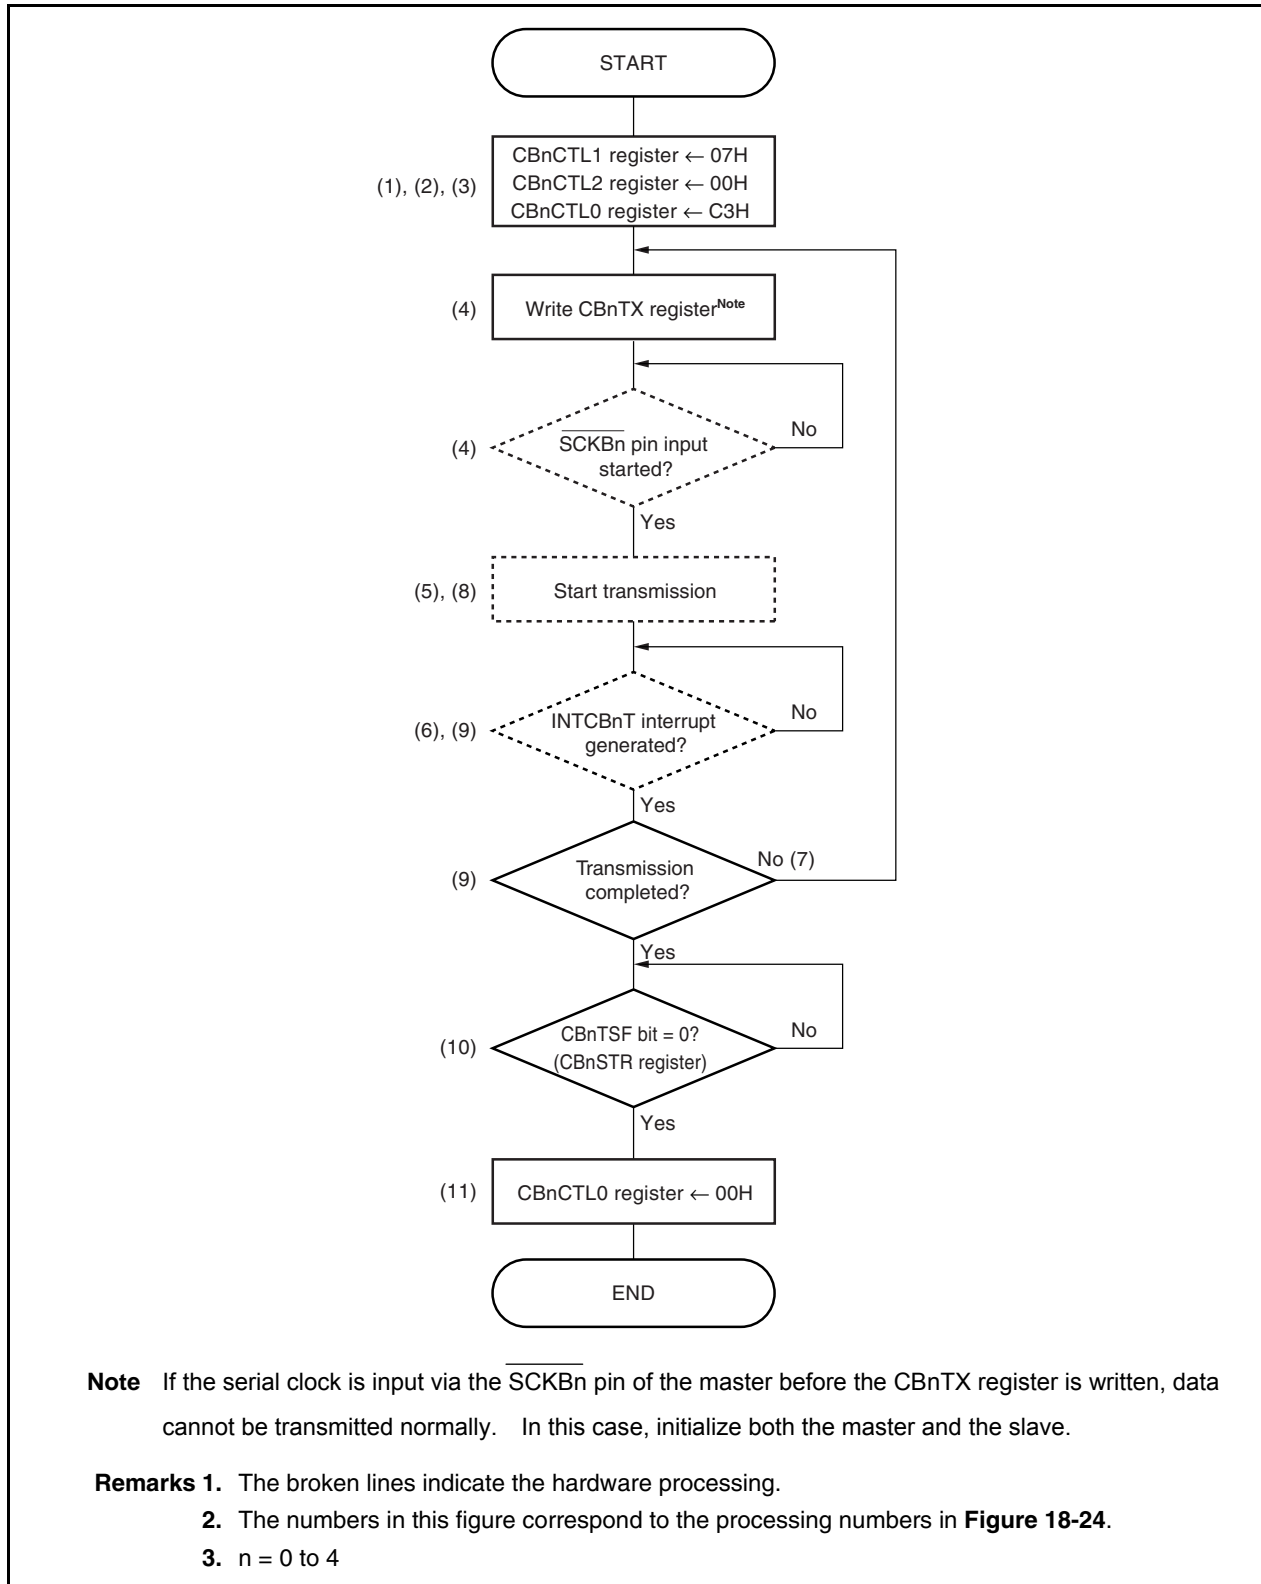 START
(1), (2), (3)
CBnCTL1 register ← 07H
CBnCTL2 register ← 00H
CBnCTL0 register ← C3H
(4)
Write CBnTX register^Note
(4)
S̅C̅K̅B̅n̅ pin input
started?
No
Yes
(5), (8)
Start transmission
(6), (9)
INTCBnT interrupt
generated?
No
Yes
(9)
Transmission
completed?
No (7)
Yes
(10)
CBnTSF bit = 0?
(CBnSTR register)
No
Yes
(11)
CBnCTL0 register ← 00H
END
Note If the serial clock is input via the S̅C̅K̅B̅n̅ pin of the master before the CBnTX register is written, data
cannot be transmitted normally. In this case, initialize both the master and the slave.
Remarks 1. The broken lines indicate the hardware processing.
2. The numbers in this figure correspond to the processing numbers in Figure 18-24.
3. n = 0 to 4